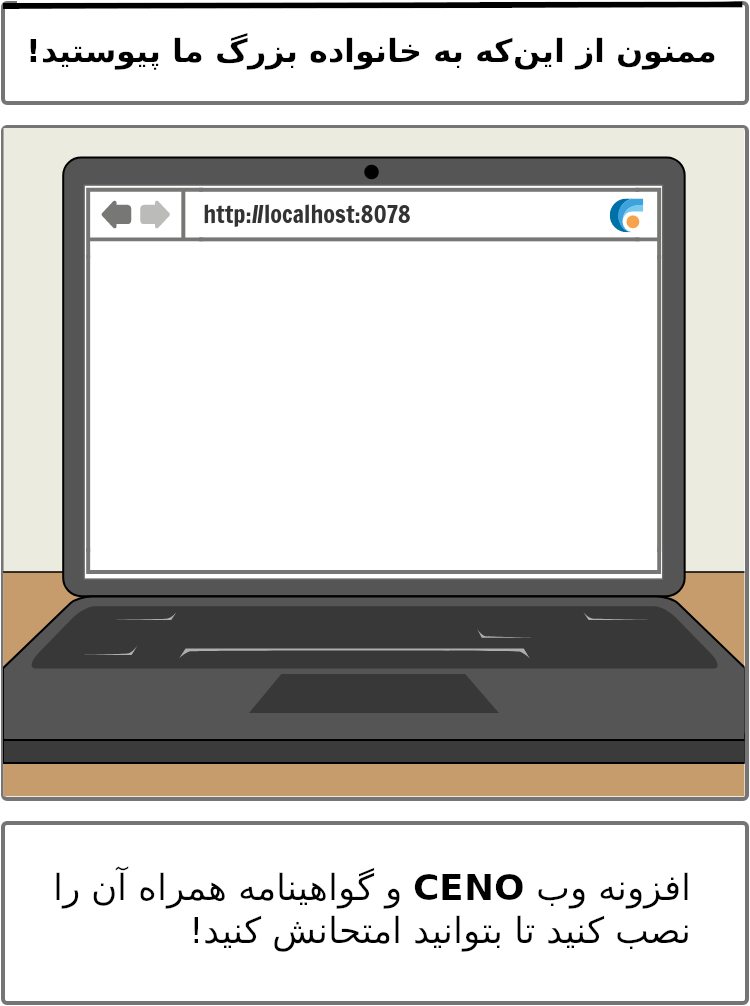 ممنون از این‌که به خانواده بزرگ ما پیوستید!
http://localhost:8078
افزونه وب CENO و گواهینامه همراه آن را
نصب کنید تا بتوانید امتحانش کنید!